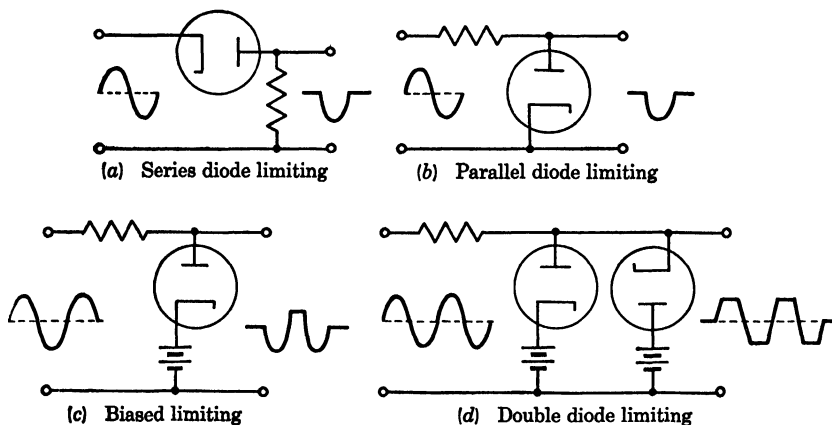 (a) Series diode limiting
(b) Parallel diode limiting
(c) Biased limiting
(d) Double diode limiting